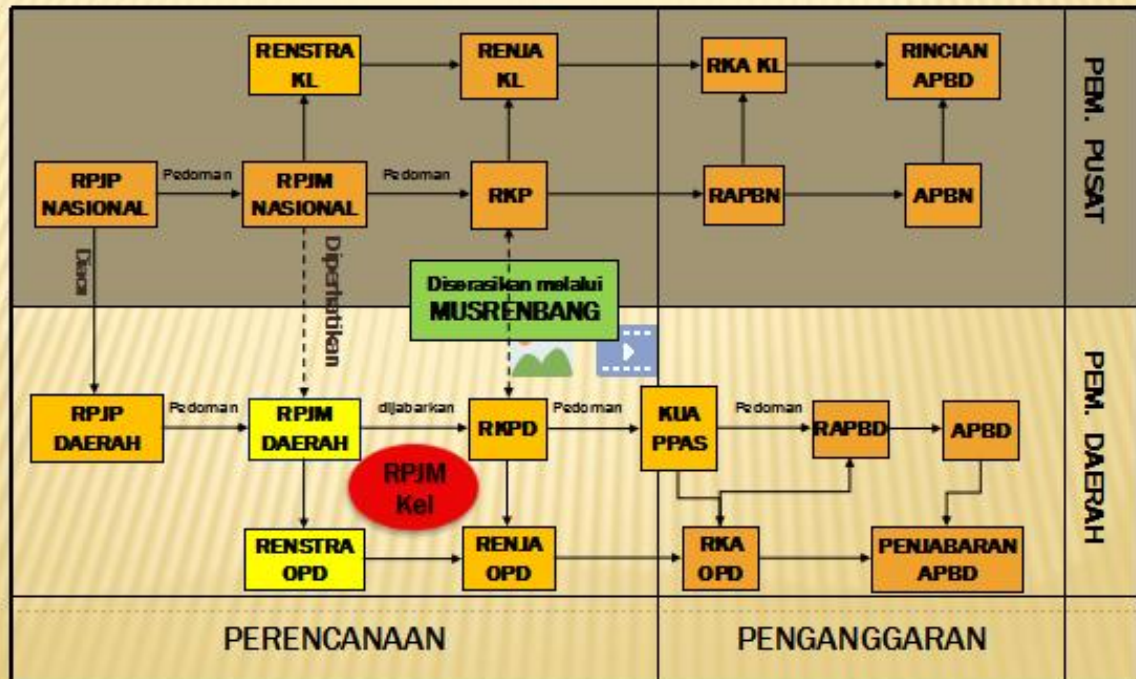 RENSTRA
KL
RENJA
KL
RKA KL
RINCIAN
APBD
PEM. PUSAT
RPJP
NASIONAL
Pedoman
RPJM
NASIONAL
Pedoman
RKP
RAPBN
APBN
Diacu
Diperhatikan
Diserasikan melalui
MUSRENBANG
RPJP
DAERAH
Pedoman
RPJM
DAERAH
dijabarkan
RKPD
Pedoman
KUA
PPAS
Pedoman
RAPBD
APBD
PEM. DAERAH
RPJM
Kel
RENSTRA
OPD
RENJA
OPD
RKA
OPD
PENJABARAN
APBD
PERENCANAAN
PENGANGGARAN